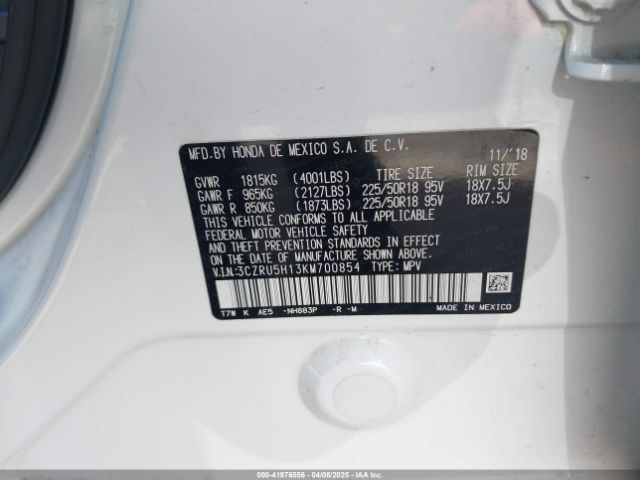 MFD.BY HONDA DE MEXICO S.A. DE C.V. 11/'18
GVWR 1815KG (4001LBS) TIRE SIZE RIM SIZE
GAWR F 965KG (2127LBS) 225/50R18 95V 18X7.5J
GAWR R 850KG (1873LBS) 225/50R18 95V 18X7.5J
THIS VEHICLE CONFORMS TO ALL APPLICABLE
FEDERAL MOTOR VEHICLE SAFETY
AND THEFT PREVENTION STANDARDS IN EFFECT
ON THE DATE OF MANUFACTURE SHOWN ABOVE.
V.I.N:3CZRU5H13KM700854 TYPE: MPV
T7W K AE5 -NH883P -R -M MADE IN MEXICO
000-41976556 04/08/2025 Copyright IAA, LLC